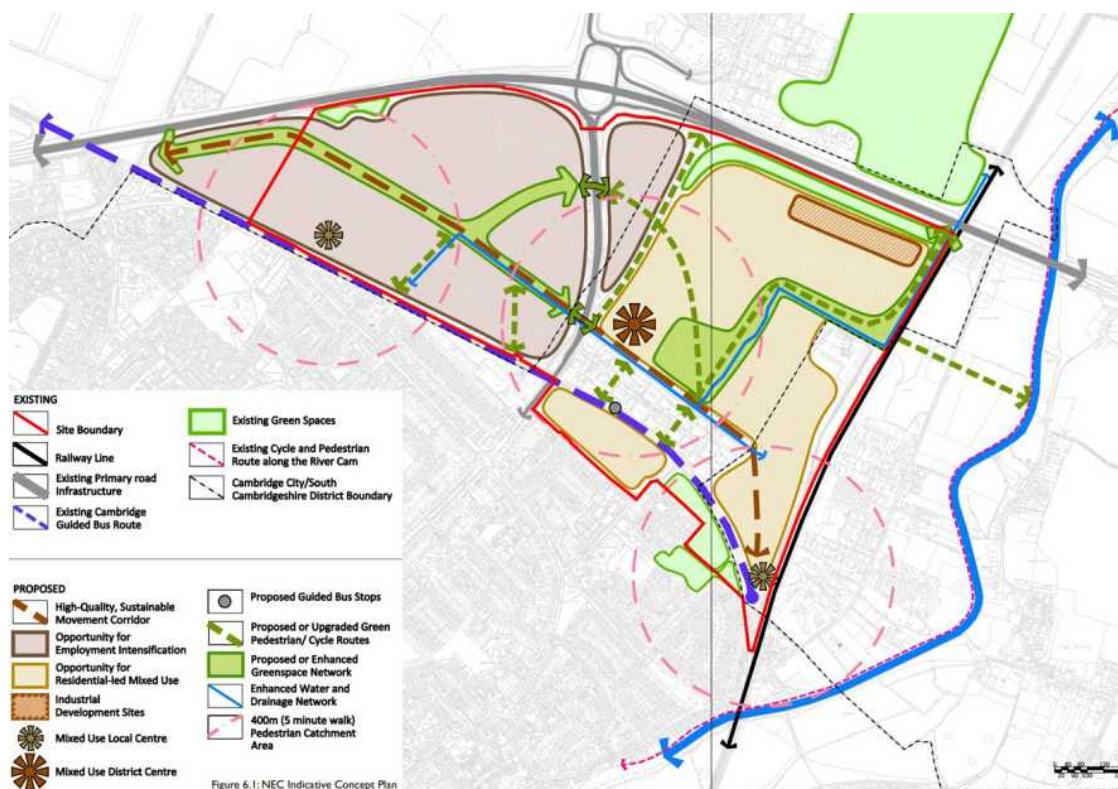 EXISTING
Site Boundary
Railway Line
Existing Primary road
Infrastructure
Existing Cambridge
Guided Bus Route
Existing Green Spaces
Existing Cycle and Pedestrian
Route along the River Cam
Cambridge City/South
Cambridgeshire District Boundary
PROPOSED
High-Quality, Sustainable
Movement Corridor
Opportunity for
Employment Intensification
Opportunity for
Residential-led Mixed Use
Industrial
Development Sites
Mixed Use Local Centre
Mixed Use District Centre
Proposed Guided Bus Stops
Proposed or Upgraded Green
Pedestrian/ Cycle Routes
Proposed or Enhanced
Greenspace Network
Enhanced Water and
Drainage Network
400m (5 minute walk)
Pedestrian Catchment
Area
Figure 6.1: NEC Indicative Concept Plan